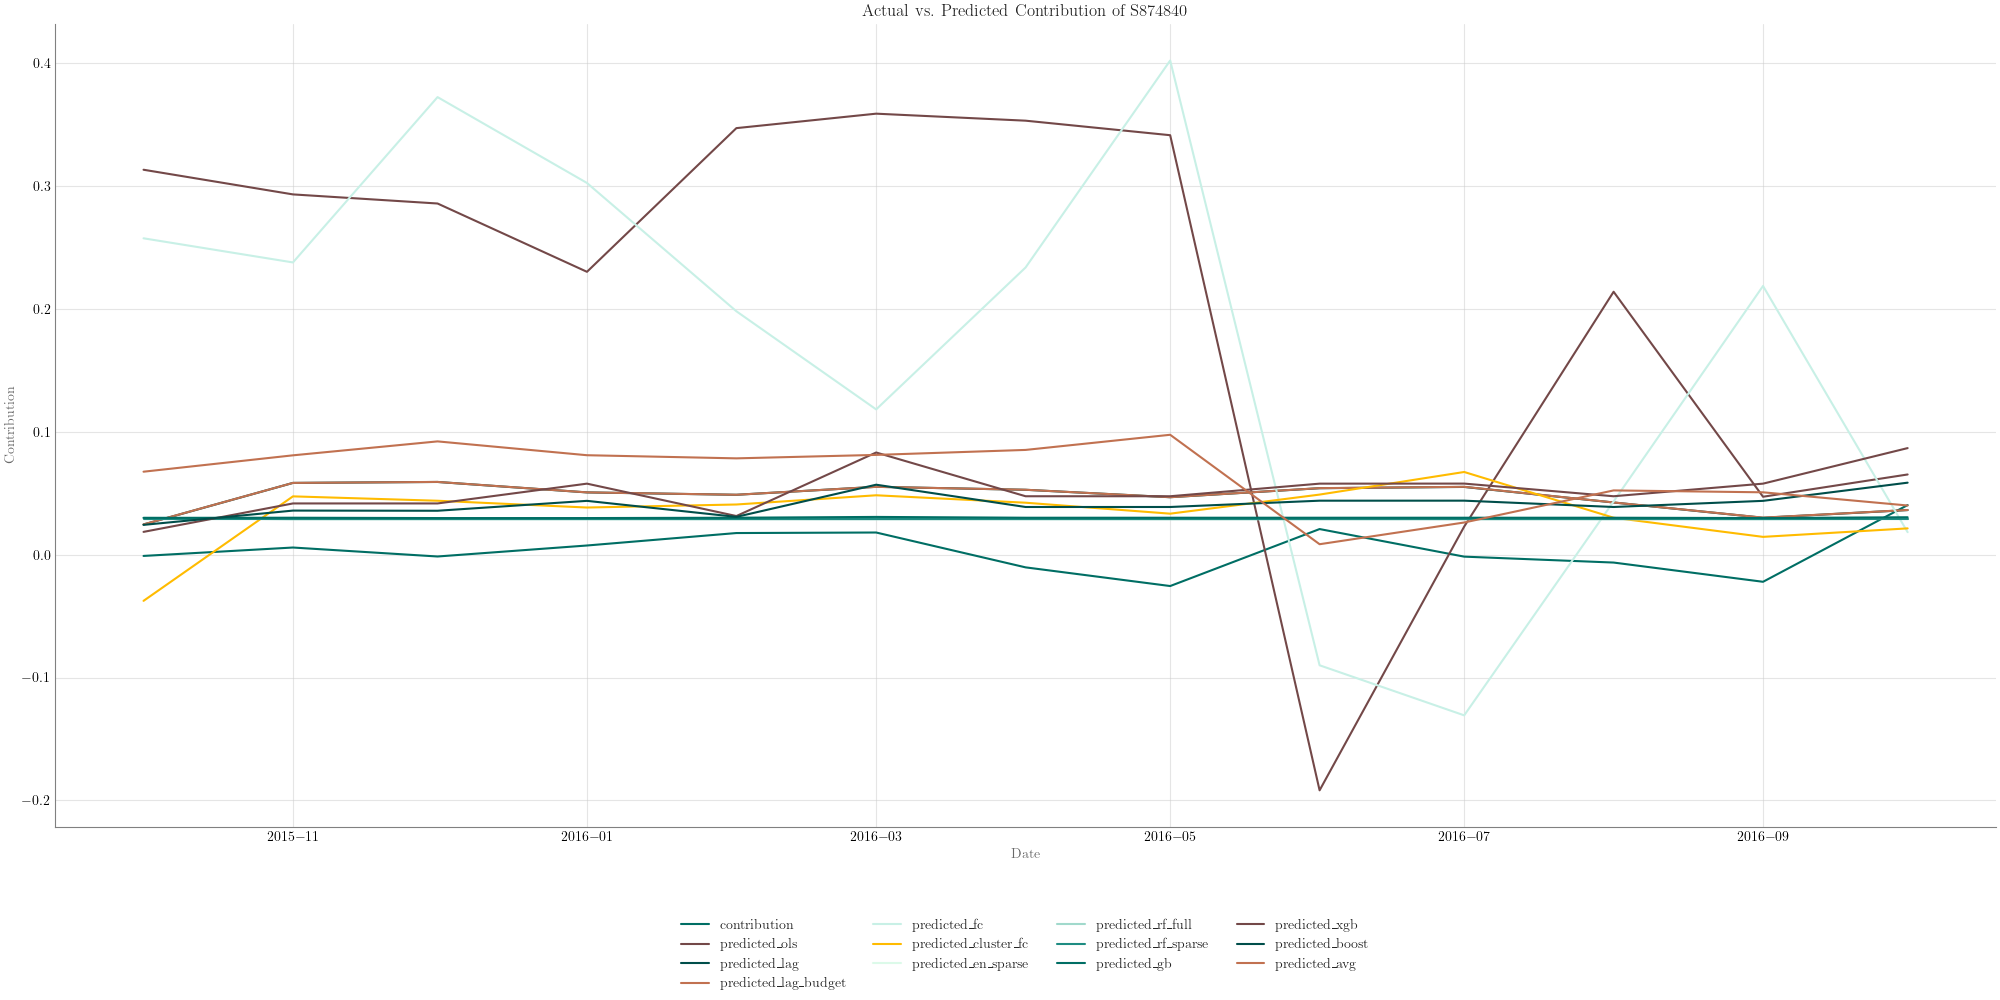 Actual vs. Predicted Contribution of S874840
0.4
0.3
0.2
0.1
0.0
−0.1
−0.2
Contribution
2015−11
2016−01
2016−03
2016−05
2016−07
2016−09
Date
contribution
predicted_ols
predicted_lag
predicted_lag_budget
predicted_fc
predicted_cluster_fc
predicted_en_sparse
predicted_rf_full
predicted_rf_sparse
predicted_gb
predicted_xgb
predicted_boost
predicted_avg